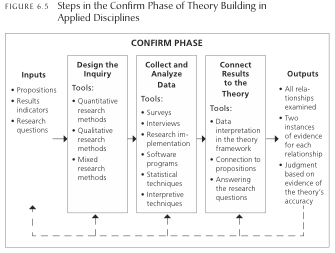 FIGURE 6.5 Steps in the Confirm Phase of Theory Building in
Applied Disciplines
CONFIRM PHASE
Inputs
• Propositions
• Results
indicators
• Research
questions
Design the
Inquiry
Tools:
• Quantitative
research
methods
• Qualitative
research
methods
• Mixed
research
methods
Collect and
Analyze
Data
Tools:
• Surveys
• Interviews
• Research im-
plementation
• Software
programs
• Statistical
techniques
• Interpretive
techniques
Connect
Results
to the
Theory
Tools:
• Data
interpretation
in the theory
framework
• Connection to
propositions
• Answering
the research
questions
Outputs
• All rela-
tionships
examined
• Two
instances
of evidence
for each
relationship
• Judgment
based on
evidence of
the theory's
accuracy